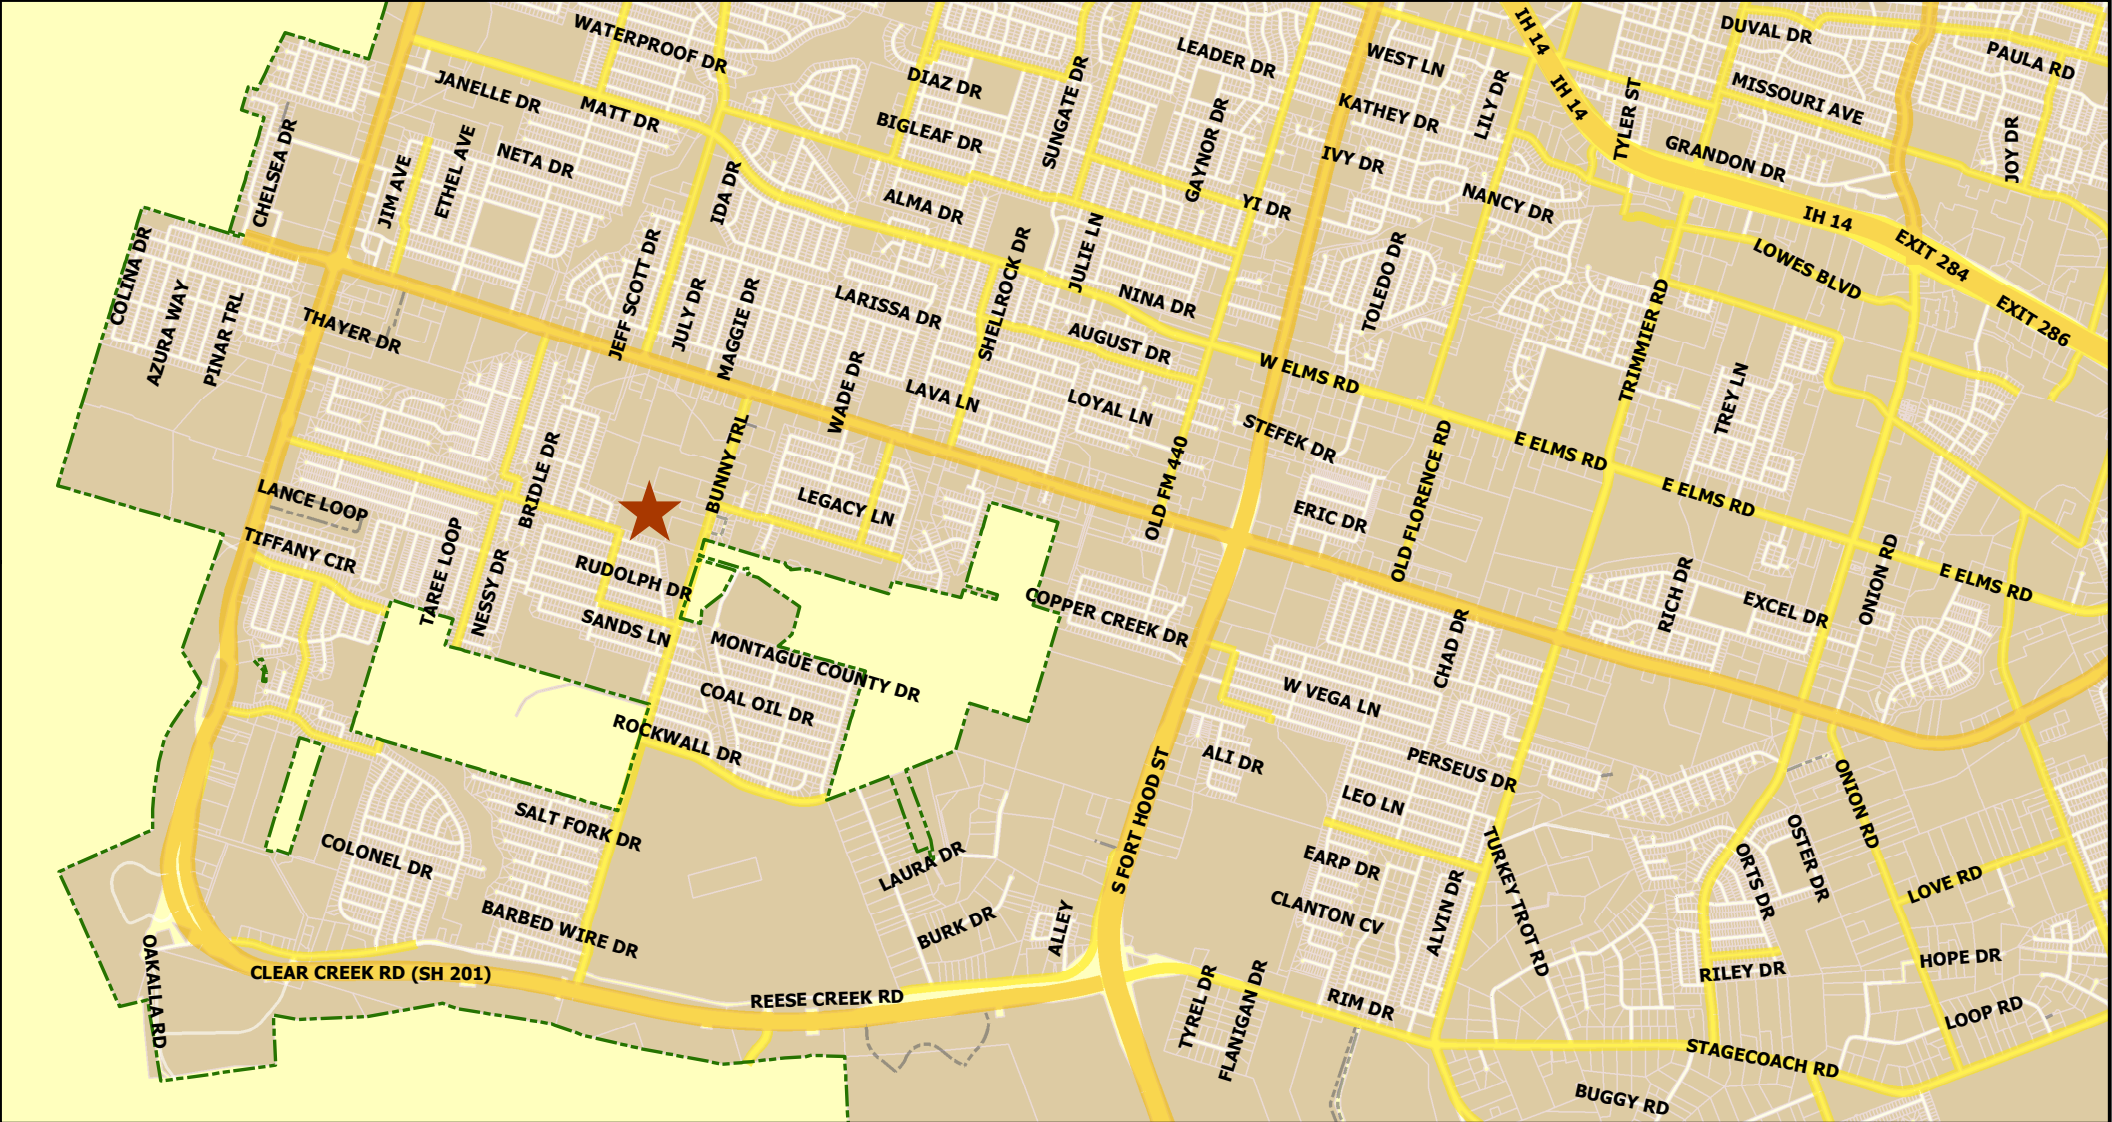 WATERPROOF DR
JANELLE DR
MATT DR
NETA DR
CHELSEA DR
JIM AVE
ETHEL AVE
IDA DR
DIAZ DR
BIGLEAF DR
SUNGATE DR
LEADER DR
GAYNOR DR
YI DR
ALMA DR
WEST LN
KATHEY DR
IVY DR
LILY DR
NANCY DR
IH 14
IH 14
TYLER ST
DUVAL DR
PAULA RD
MISSOURI AVE
GRANDON DR
JOY DR
IH 14
EXIT 284
LOWES BLVD
EXIT 286
COLINA DR
AZURA WAY
PINAR TRL
THAYER DR
JEFF SCOTT DR
JULY DR
MAGGIE DR
LARISSA DR
SHELLROCK DR
JULIE LN
NINA DR
AUGUST DR
TOLEDO DR
TRIMMIER RD
TREY LN
W ELMS RD
WADE DR
LAVA LN
LOYAL LN
STEFEK DR
OLD FM 440
OLD FLORENCE RD
E ELMS RD
E ELMS RD
E ELMS RD
BUNNY TRL
BRIDLE DR
LEGACY LN
ERIC DR
LANCE LOOP
TIFFANY CIR
TAREE LOOP
NESSY DR
RUDOLPH DR
SANDS LN
MONTAGUE COUNTY DR
COAL OIL DR
ROCKWALL DR
COPPER CREEK DR
CHAD DR
RICH DR
EXCEL DR
ONION RD
W VEGA LN
ALI DR
PERSEUS DR
LEO LN
S FORT HOOD ST
EARP DR
CLANTON CV
ALVIN DR
TURKEY TROT RD
ONION RD
OSTER DR
ORTS DR
LOVE RD
HOPE DR
RILEY DR
LOOP RD
SALT FORK DR
COLONEL DR
BARBED WIRE DR
LAURA DR
BURK DR
ALLEY
OAKALLA RD
CLEAR CREEK RD (SH 201)
REESE CREEK RD
TYREL DR
FLANIGAN DR
RIM DR
STAGECOACH RD
BUGGY RD